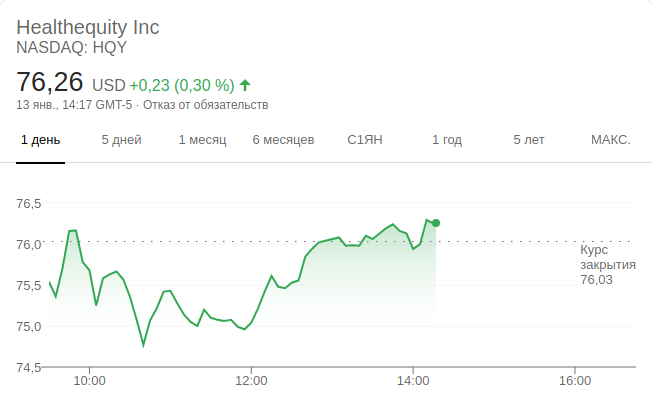 Healthequity Inc
NASDAQ: HQY
76,26 USD +0,23 (0,30 %)
13 янв., 14:17 GMT-5 · Отказ от обязательств
1 день 5 дней 1 месяц 6 месяцев С1ЯН 1 год 5 лет МАКС.
76,5
76,0
75,5
75,0
74,5
Курс
закрытия
76,03
10:00 12:00 14:00 16:00